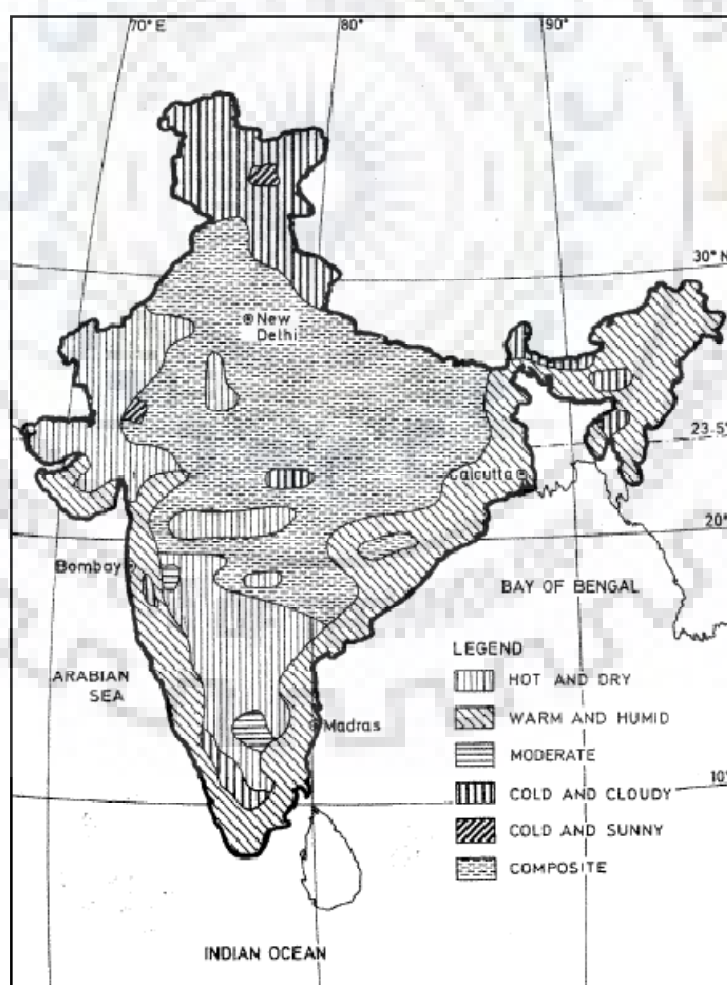 70° E
80°
90°
New
Delhi
30° N
23·5°
Calcutta
20°
Bombay
BAY OF BENGAL
LEGEND
HOT AND DRY
ARABIAN
SEA
WARM AND HUMID
Madras
MODERATE
10°
COLD AND CLOUDY
COLD AND SUNNY
COMPOSITE
INDIAN OCEAN